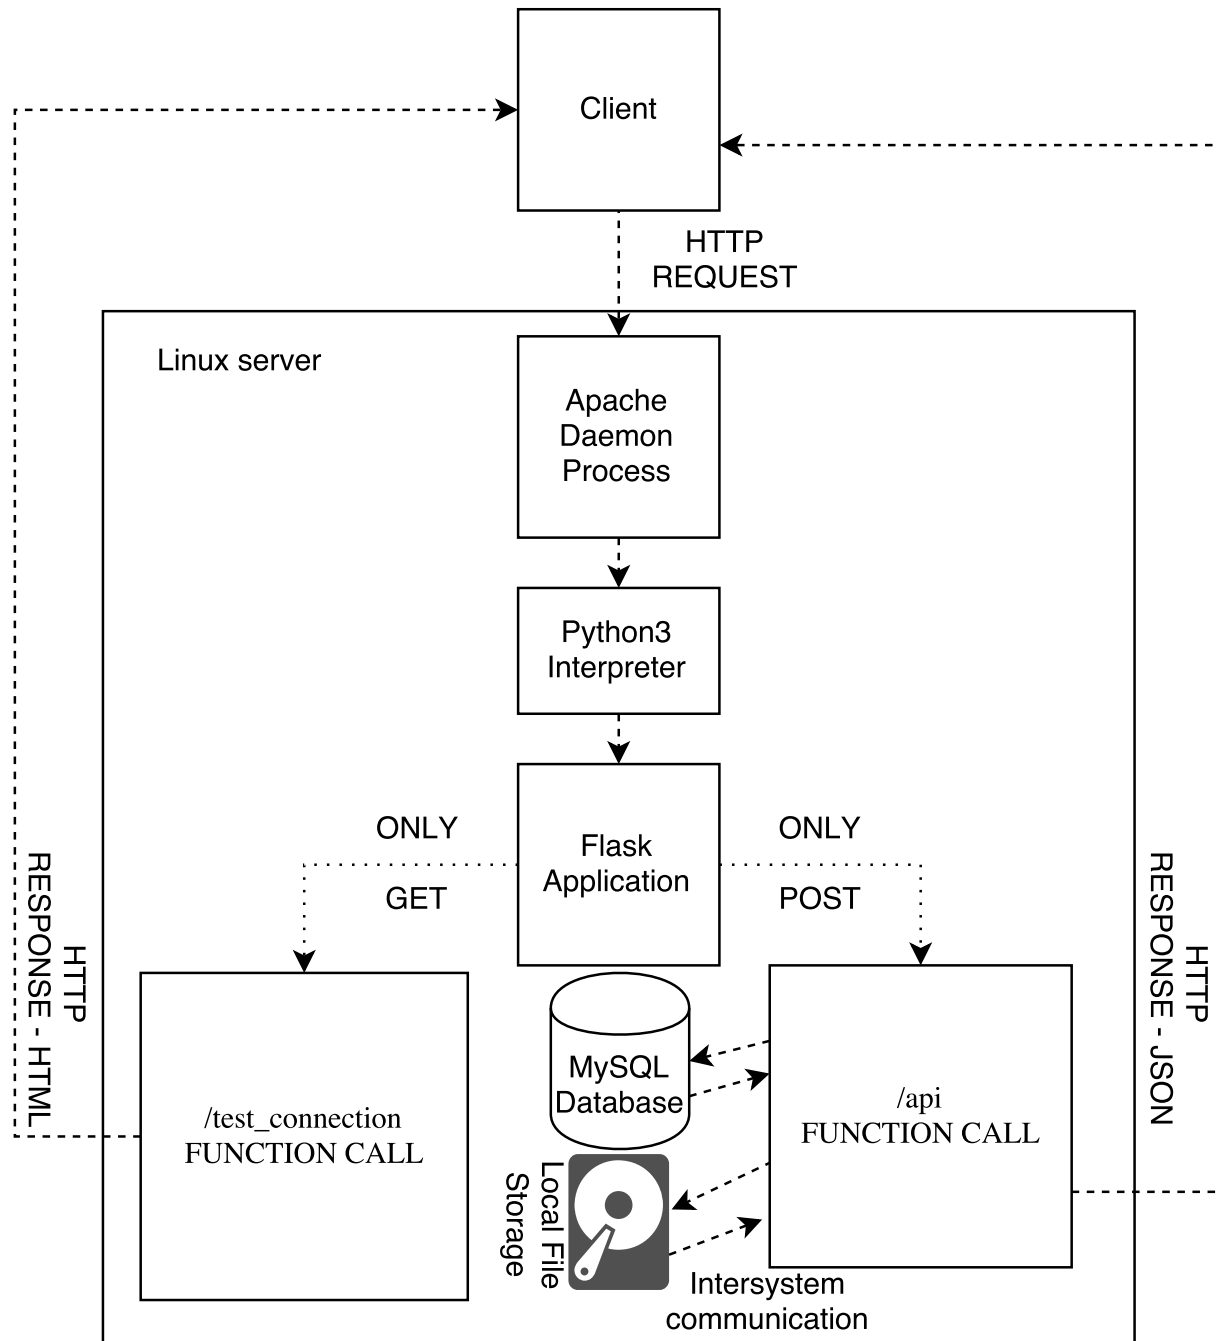 Client
HTTP
REQUEST
Linux server
Apache
Daemon
Process
Python3
Interpreter
Flask
Application
ONLY
GET
ONLY
POST
HTTP
RESPONSE - HTML
HTTP
RESPONSE - JSON
/test_connection
FUNCTION CALL
MySQL
Database
/api
FUNCTION CALL
Local File
Storage
Intersystem
communication